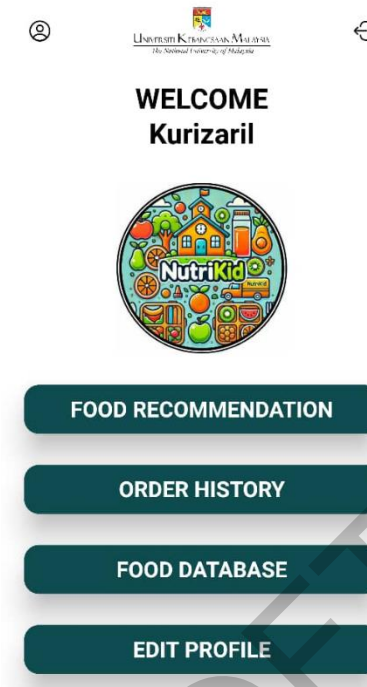 UNIVERSITI KEBANGSAAN MALAYSIA
The National University of Malaysia
WELCOME
Kurizaril
NutriKid
FOOD RECOMMENDATION
ORDER HISTORY
FOOD DATABASE
EDIT PROFILE